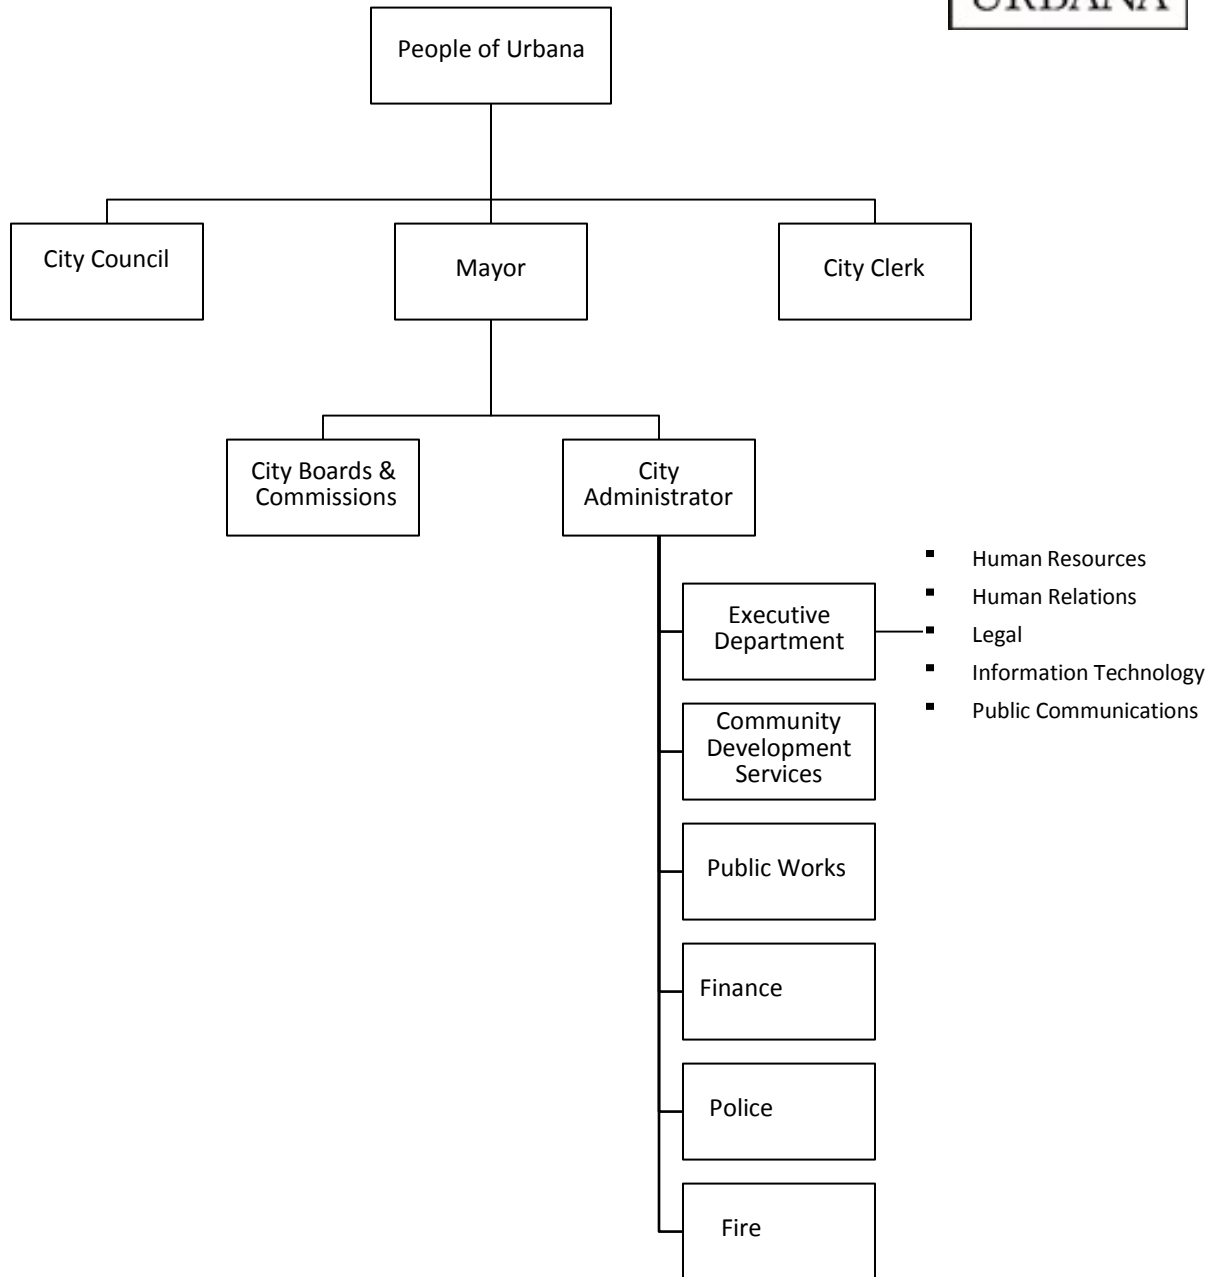 URBANA
People of Urbana
City Council
Mayor
City Clerk
City Boards &
Commissions
City
Administrator
Executive
Department
▪ Human Resources
▪ Human Relations
▪ Legal
▪ Information Technology
▪ Public Communications
Community
Development
Services
Public Works
Finance
Police
Fire